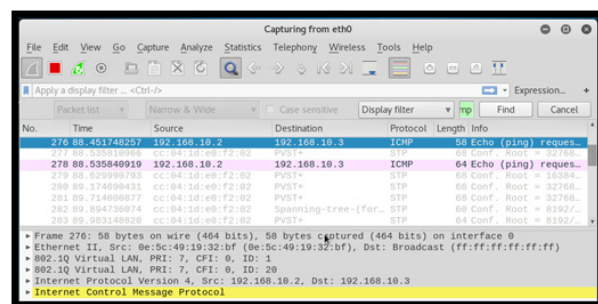 Capturing from eth0
File Edit View Go Capture Analyze Statistics Telephony Wireless Tools Help
Apply a display filter ... <Ctrl-/> Expression... +
Packet list Narrow & Wide Case sensitive Display filter mp Find Cancel
No. Time Source Destination Protocol Length Info
276 88.451748257 192.168.10.2 192.168.10.3 ICMP 58 Echo (ping) reques…
277 88.535810966 cc:04:1d:e0:f2:02 PVST+ STP 68 Conf. Root = 32768…
278 88.535840919 192.168.10.2 192.168.10.3 ICMP 64 Echo (ping) reques…
279 88.629990793 cc:04:1d:e0:f2:02 PVST+ STP 68 Conf. Root = 16384…
280 89.174690431 cc:04:1d:e0:f2:02 PVST+ STP 68 Conf. Root = 32768…
281 89.714060877 cc:04:1d:e0:f2:02 PVST+ STP 68 Conf. Root = 32768…
282 89.894736074 cc:04:1d:e0:f2:02 Spanning-tree-(for… STP 60 Conf. Root = 8192/…
283 89.983148820 cc:04:1d:e0:f2:02 PVST+ STP 64 Conf. Root = 8192/…
Frame 276: 58 bytes on wire (464 bits), 58 bytes captured (464 bits) on interface 0
Ethernet II, Src: 0e:5c:49:19:32:bf (0e:5c:49:19:32:bf), Dst: Broadcast (ff:ff:ff:ff:ff:ff)
802.1Q Virtual LAN, PRI: 7, CFI: 0, ID: 1
802.1Q Virtual LAN, PRI: 7, CFI: 0, ID: 20
Internet Protocol Version 4, Src: 192.168.10.2, Dst: 192.168.10.3
Internet Control Message Protocol